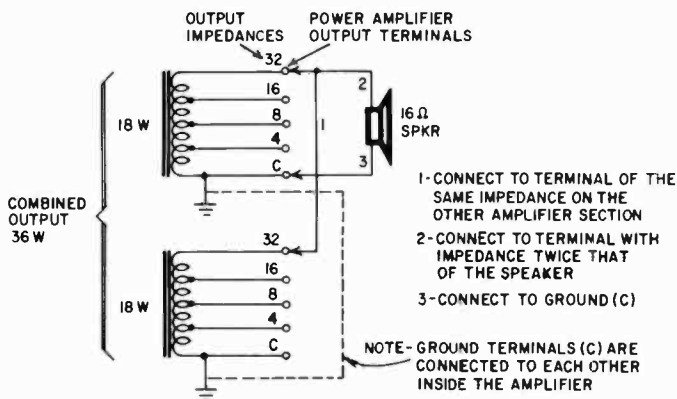 OUTPUT
IMPEDANCES
POWER AMPLIFIER
OUTPUT TERMINALS
32
16
8
4
C
18 W
1
2
3
16Ω
SPKR
COMBINED
OUTPUT
36 W
32
16
8
4
C
18 W
1-CONNECT TO TERMINAL OF THE
SAME IMPEDANCE ON THE
OTHER AMPLIFIER SECTION
2-CONNECT TO TERMINAL WITH
IMPEDANCE TWICE THAT
OF THE SPEAKER
3-CONNECT TO GROUND (C)
NOTE- GROUND TERMINALS (C) ARE
CONNECTED TO EACH OTHER
INSIDE THE AMPLIFIER